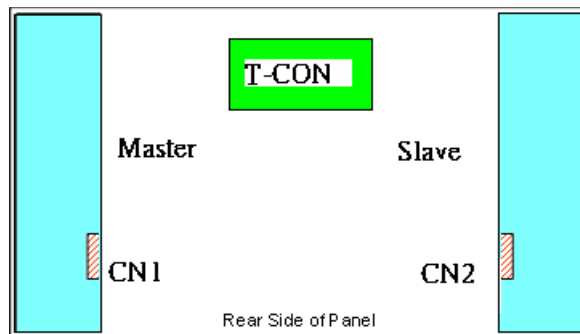 T-CON
Master
Slave
CN1
CN2
Rear Side of Panel